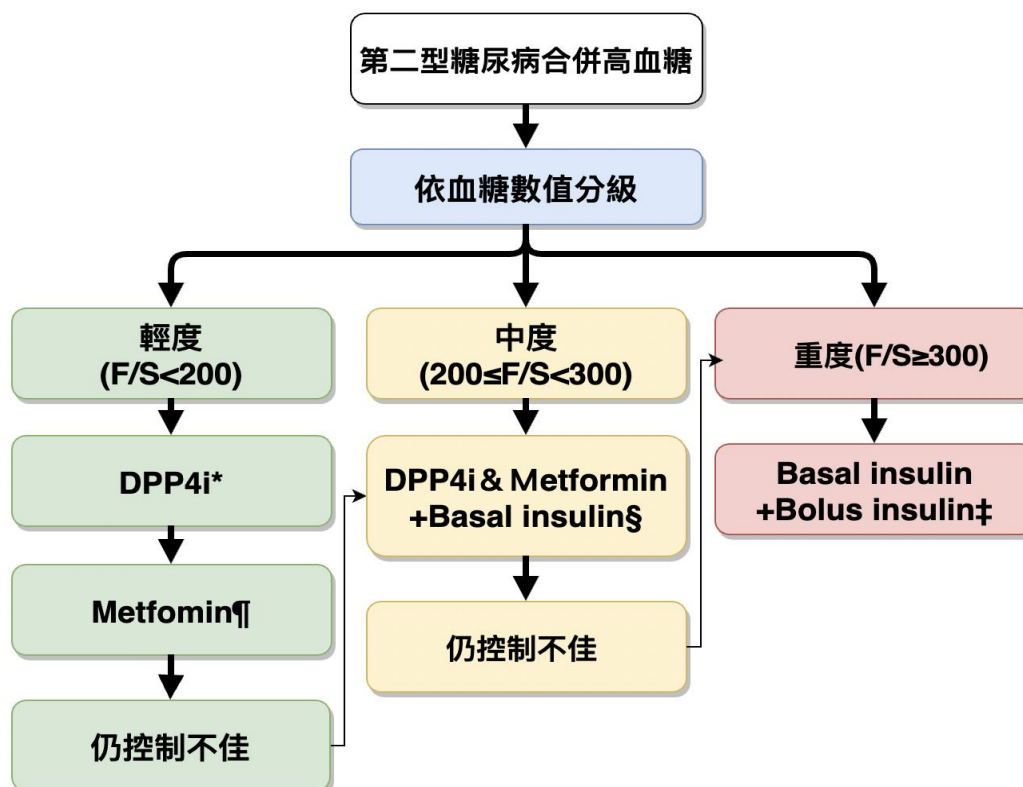 第二型糖尿病合併高血糖
依血糖數值分級
輕度
(F/S<200)
DPP4i*
Metfomin¶
仍控制不佳
中度
(200≤F/S<300)
DPP4i & Metformin
+Basal insulin§
仍控制不佳
重度(F/S≥300)
Basal insulin
+Bolus insulin‡